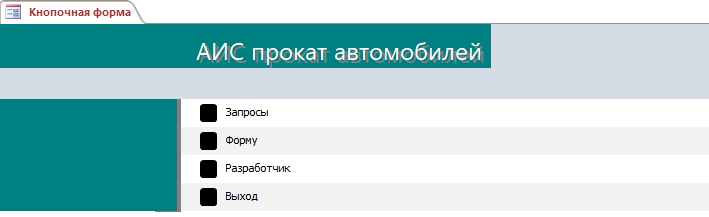 Кнопочная форма
АИС прокат автомобилей
Запросы
Форму
Разработчик
Выход